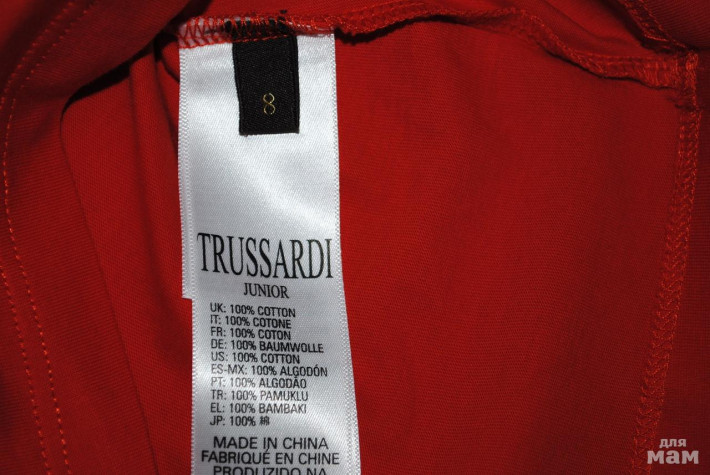 8
TRUSSARDI
JUNIOR
UK: 100% COTTON
IT: 100% COTONE
FR: 100% COTON
DE: 100% BAUMWOLLE
US: 100% COTTON
ES-MX: 100% ALGODÓN
PT: 100% ALGODÃO
TR: 100% PAMUKLU
EL: 100% BAMBAKI
JP: 100% 綿
MADE IN CHINA
FABRIQUÉ EN CHINE
PRODUZIDO NA
для
мам